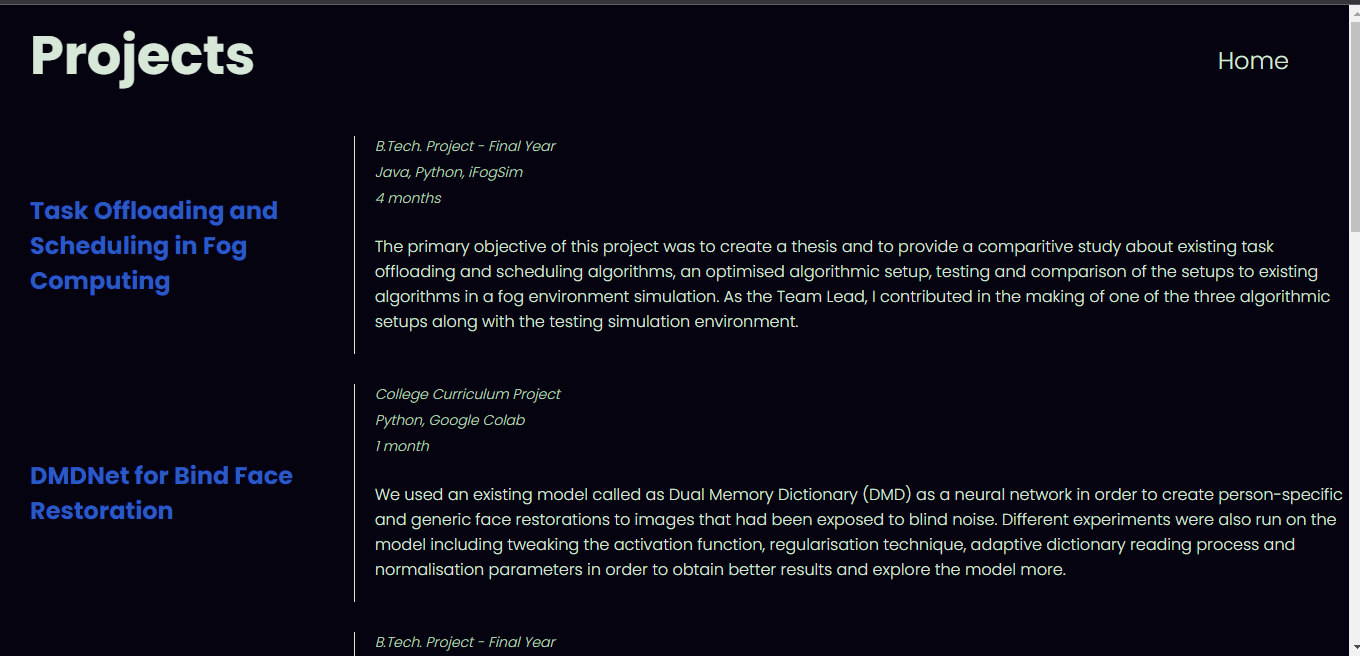 Projects
Home
Task Offloading and
Scheduling in Fog
Computing
B.Tech. Project - Final Year
Java, Python, iFogSim
4 months
The primary objective of this project was to create a thesis and to provide a comparitive study about existing task
offloading and scheduling algorithms, an optimised algorithmic setup, testing and comparison of the setups to existing
algorithms in a fog environment simulation. As the Team Lead, I contributed in the making of one of the three algorithmic
setups along with the testing simulation environment.
DMDNet for Bind Face
Restoration
College Curriculum Project
Python, Google Colab
1 month
We used an existing model called as Dual Memory Dictionary (DMD) as a neural network in order to create person-specific
and generic face restorations to images that had been exposed to blind noise. Different experiments were also run on the
model including tweaking the activation function, regularisation technique, adaptive dictionary reading process and
normalisation parameters in order to obtain better results and explore the model more.
B.Tech. Project - Final Year